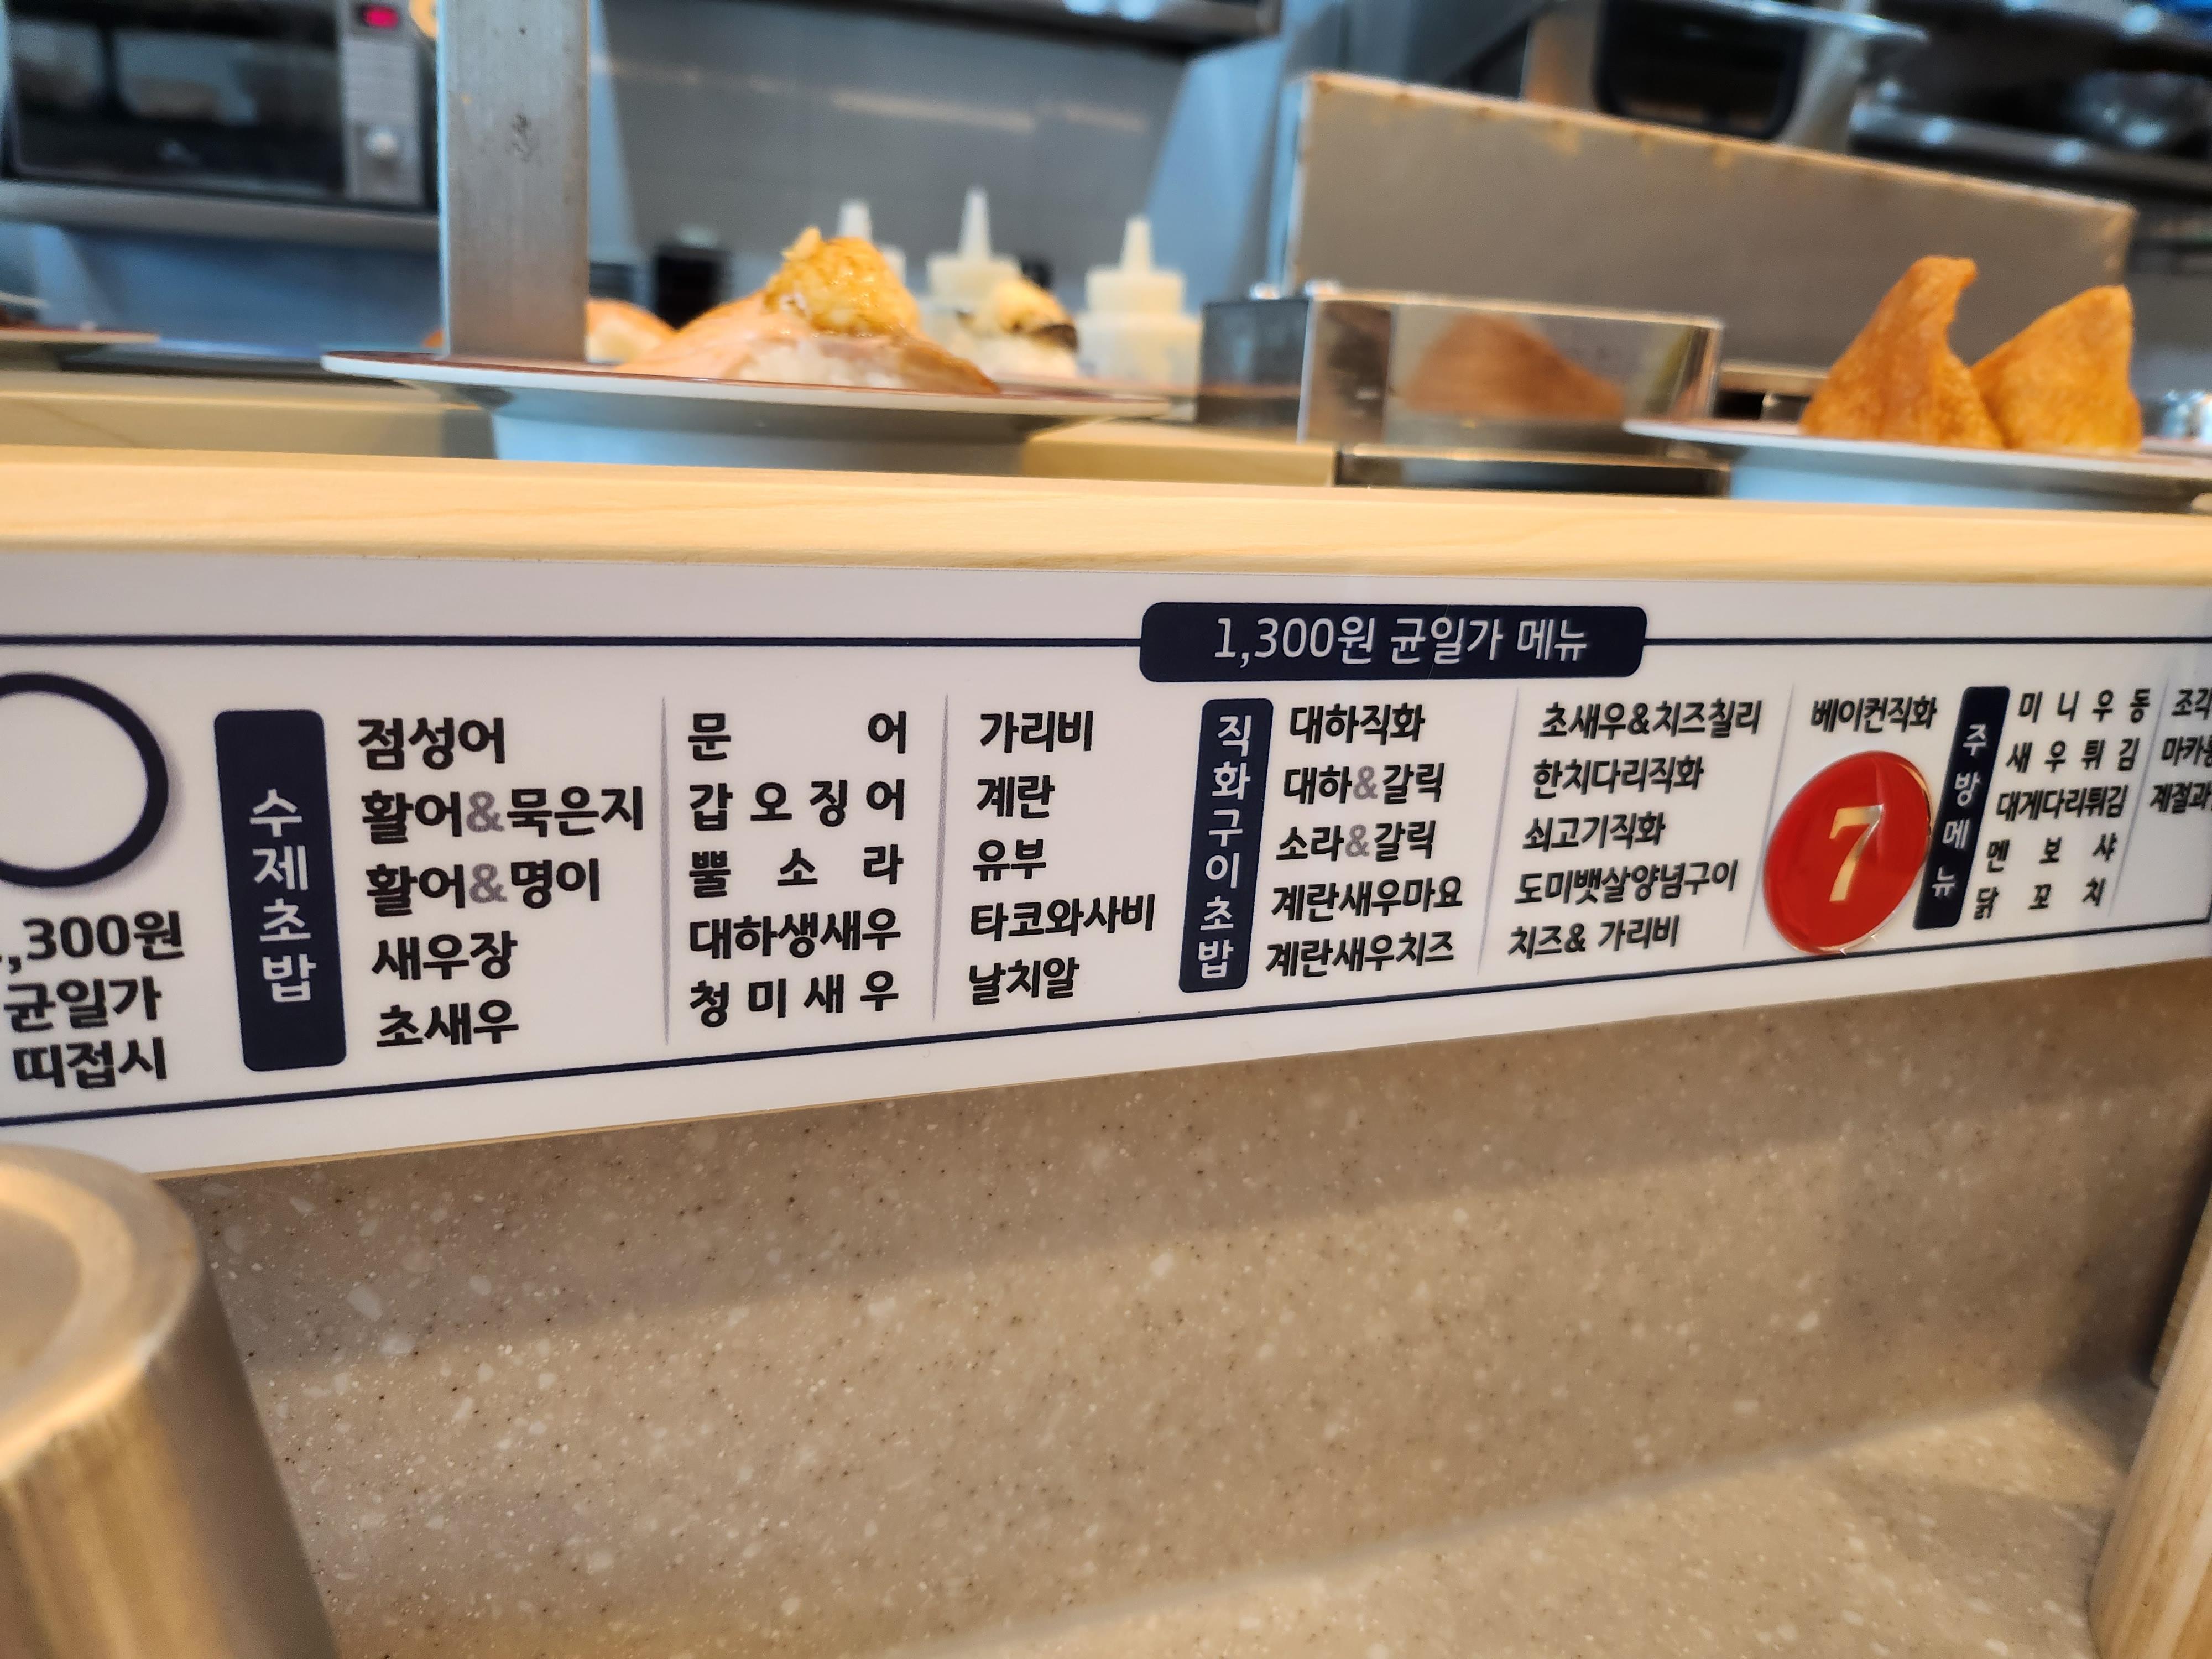 1,300원 균일가 메뉴
,300원
균일가
띠접시
수제초밥
점성어
활어&묵은지
활어&명이
새우장
초새우
문 어
갑오징어
뿔소라
대하생새우
청미새우
가리비
계란
유부
타코와사비
날치알
직화구이초밥
대하직화
대하&갈릭
소라&갈릭
계란새우마요
계란새우치즈
초새우&치즈칠리
한치다리직화
쇠고기직화
도미뱃살양념구이
치즈& 가리비
베이컨직화
7
주방메뉴
미니우동
새우튀김
대게다리튀김
멘보샤
닭꼬치
조각
마카
계절과